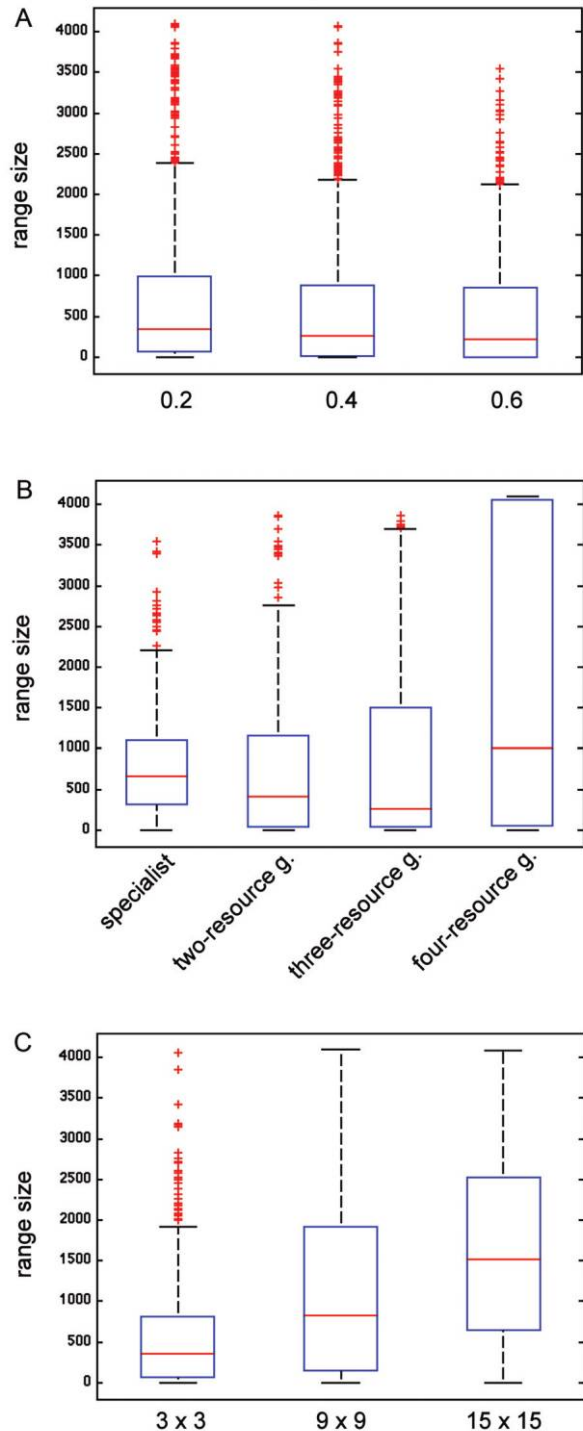 A
4000
3500
3000
2500
2000
1500
1000
500
0
range size
0.2 0.4 0.6
B
4000
3500
3000
2500
2000
1500
1000
500
0
range size
specialist
two-resource g.
three-resource g.
four-resource g.
C
4000
3500
3000
2500
2000
1500
1000
500
0
range size
3 x 3 9 x 9 15 x 15